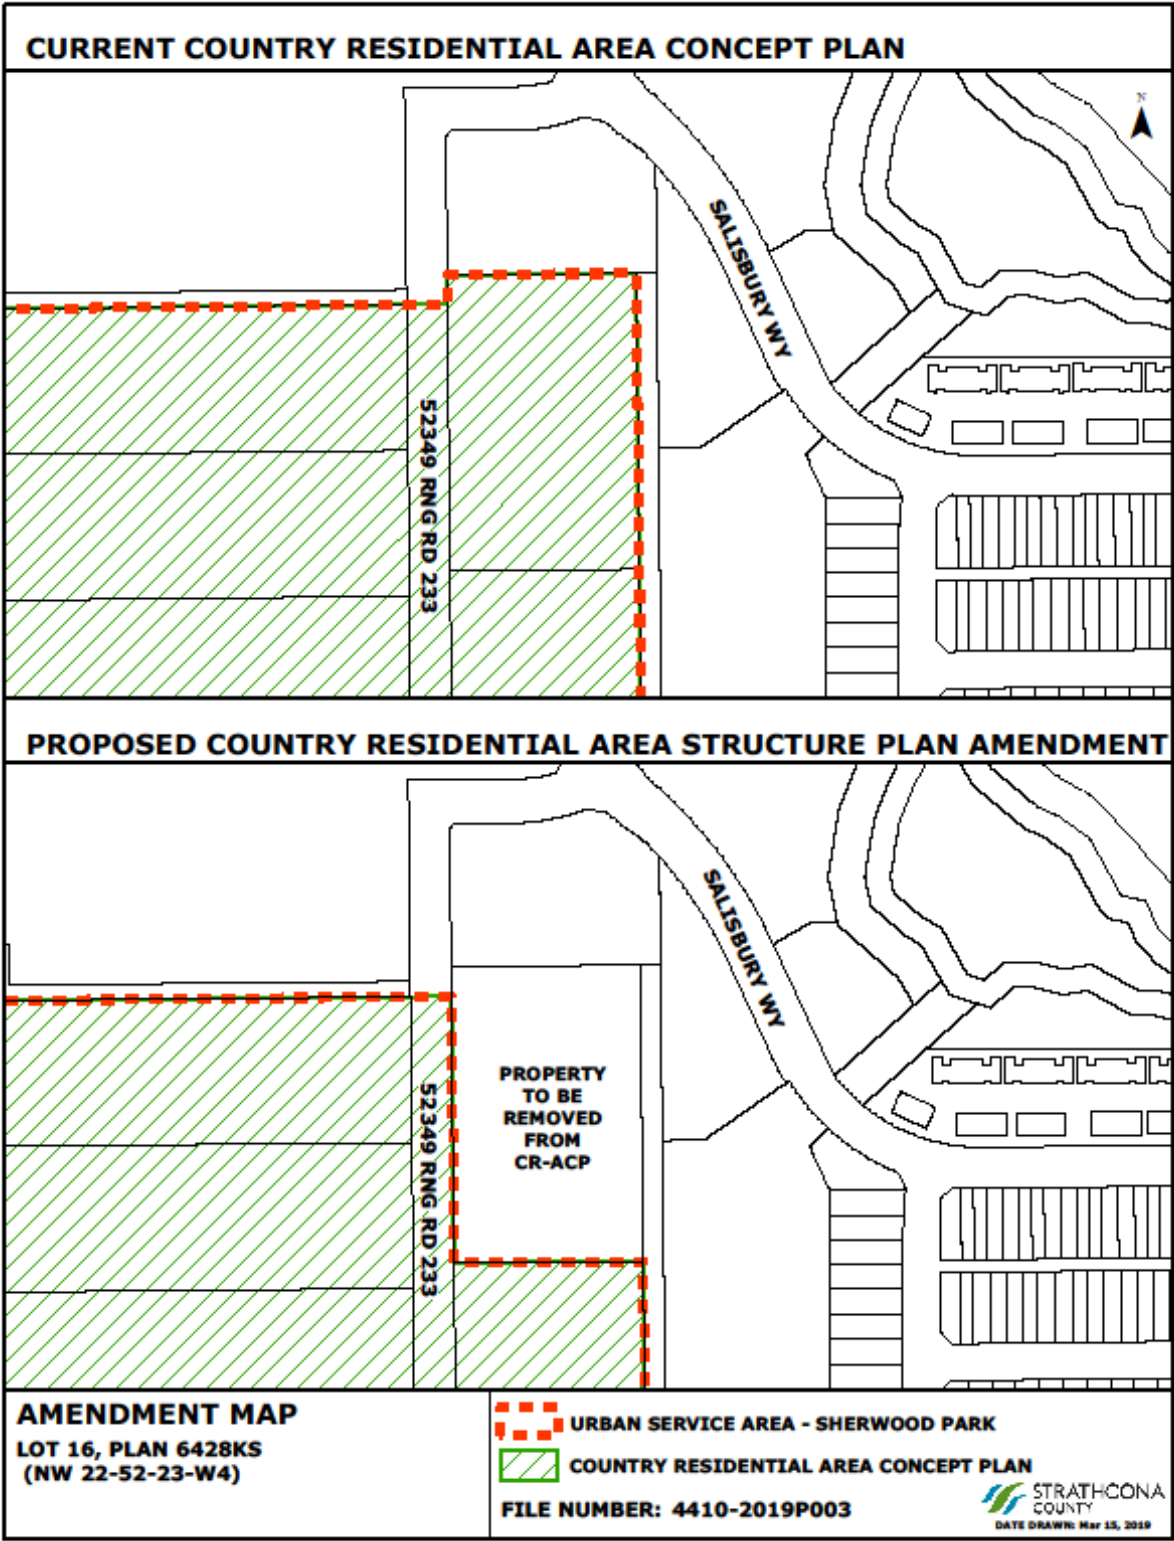 CURRENT COUNTRY RESIDENTIAL AREA CONCEPT PLAN
N
SALISBURY WY
52349 RNG RD 233
PROPOSED COUNTRY RESIDENTIAL AREA STRUCTURE PLAN AMENDMENT
SALISBURY WY
PROPERTY
TO BE
REMOVED
FROM
CR-ACP
52349 RNG RD 233
AMENDMENT MAP
LOT 16, PLAN 6428KS
(NW 22-52-23-W4)
URBAN SERVICE AREA - SHERWOOD PARK
COUNTRY RESIDENTIAL AREA CONCEPT PLAN
FILE NUMBER: 4410-2019P003
STRATHCONA
COUNTY
DATE DRAWN: Mar 15, 2019